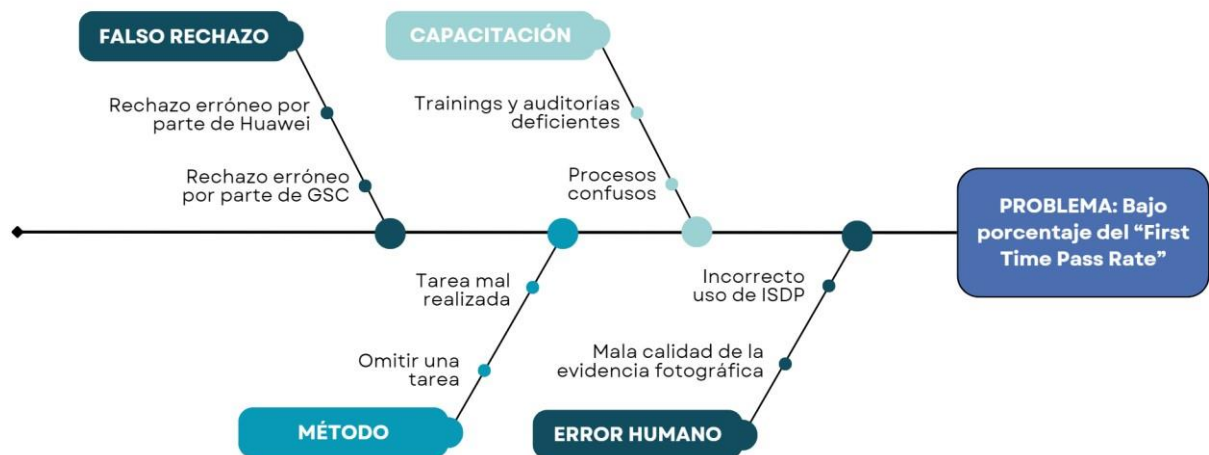 FALSO RECHAZO
Rechazo erróneo por
parte de Huawei
Rechazo erróneo
por parte de GSC
CAPACITACIÓN
Trainings y auditorías
deficientes
Procesos
confusos
PROBLEMA: Bajo
porcentaje del “First
Time Pass Rate”
Tarea mal
realizada
Omitir una
tarea
MÉTODO
Incorrecto
uso de ISDP
Mala calidad de la
evidencia fotográfica
ERROR HUMANO